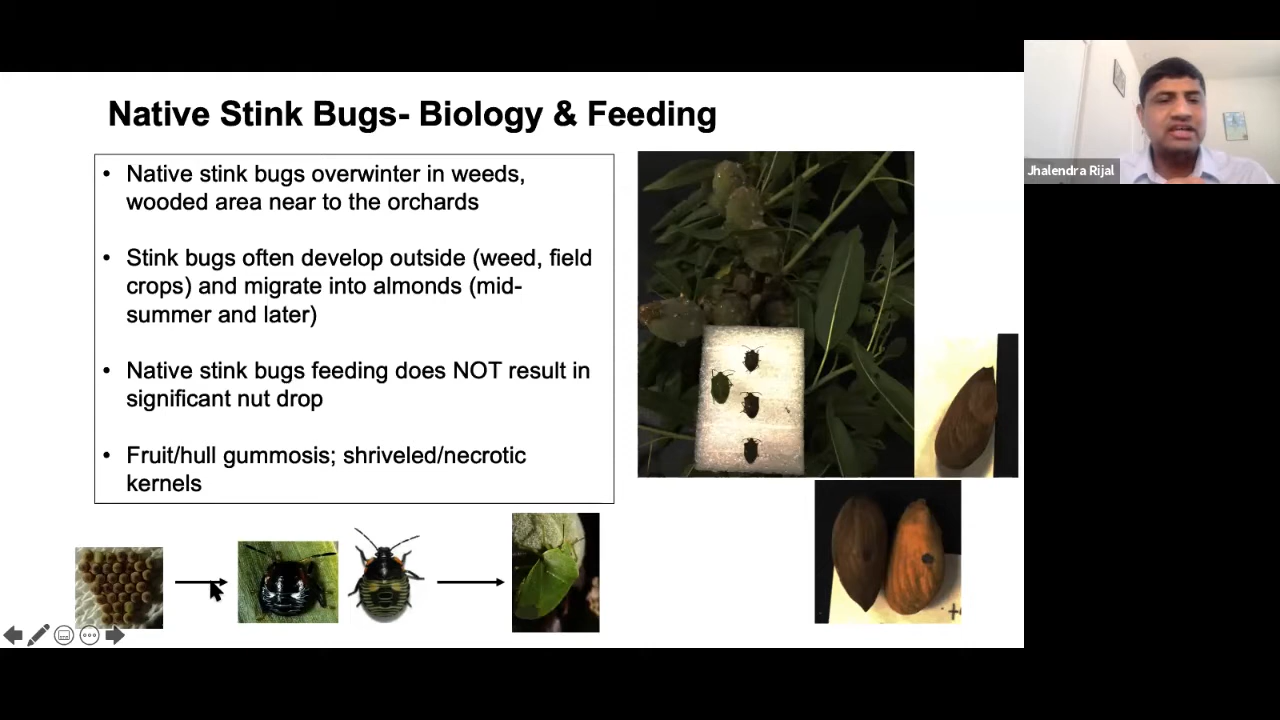 Native Stink Bugs- Biology & Feeding
• Native stink bugs overwinter in weeds,
wooded area near to the orchards
• Stink bugs often develop outside (weed, field
crops) and migrate into almonds (mid-
summer and later)
• Native stink bugs feeding does NOT result in
significant nut drop
• Fruit/hull gummosis; shriveled/necrotic
kernels
Jhalendra Rijal